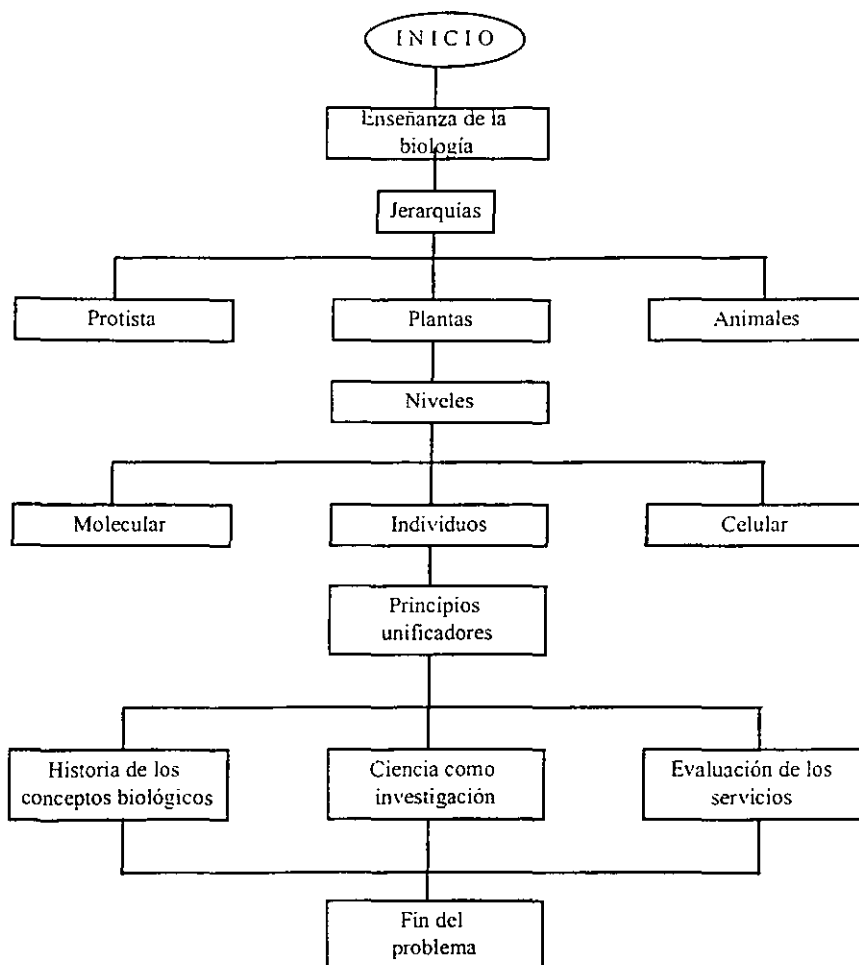 INICIO
Enseñanza de la
biología
Jerarquías
Protista
Plantas
Animales
Niveles
Molecular
Individuos
Celular
Principios
unificadores
Historia de los
conceptos biológicos
Ciencia como
investigación
Evaluación de los
servicios
Fin del
problema